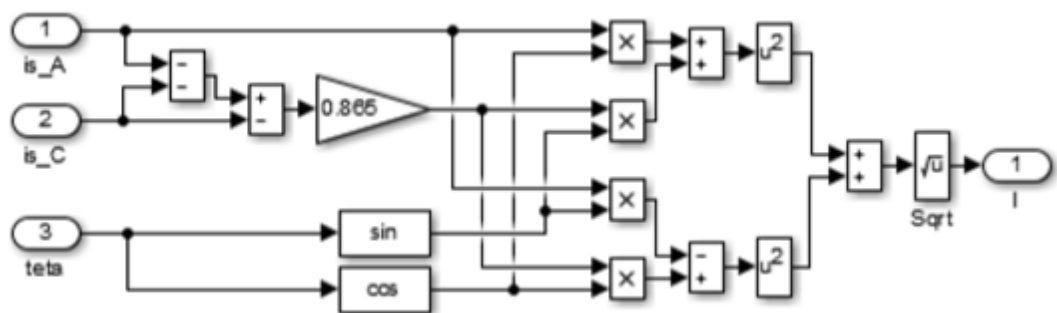 1
is_A
2
is_C
3
teta
−
−
+
−
0.865
sin
cos
×
×
×
×
+
+
−
+
u2
u2
+
+
√u
Sqrt
1
I